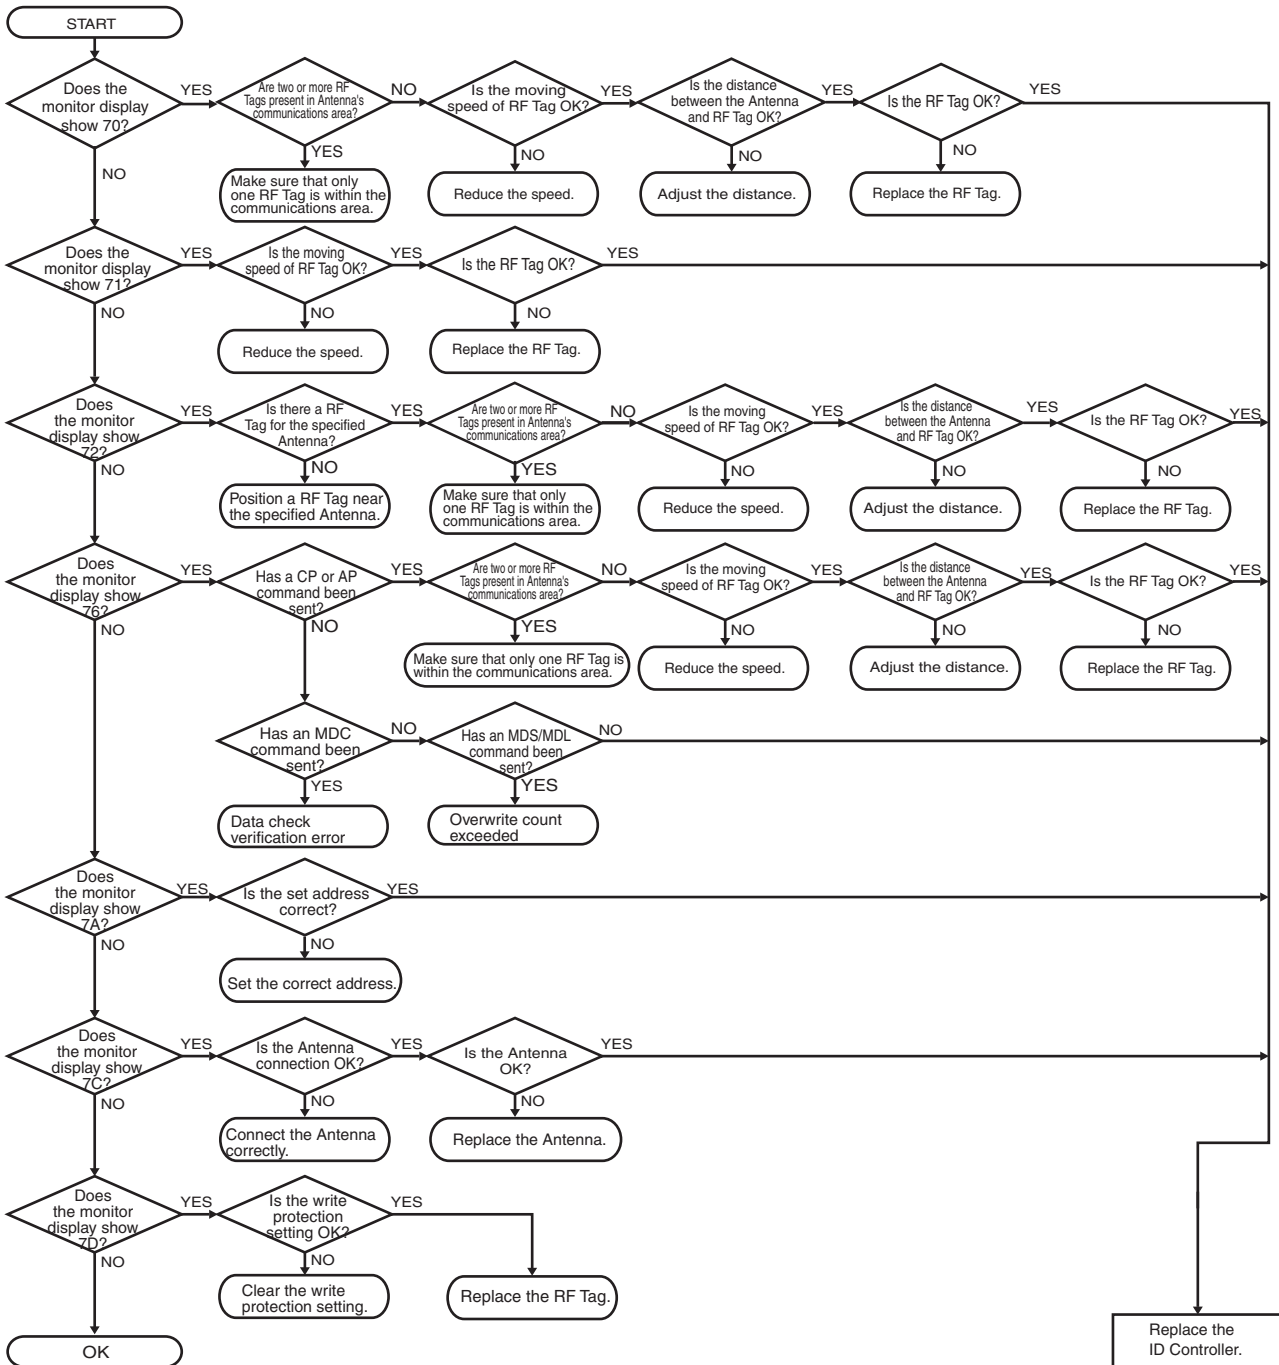 START
Does the
monitor display
show 70?
YES
Are two or more RF
Tags present in Antenna's
communications area?
NO
Is the moving
speed of RF Tag OK?
YES
Is the distance
between the Antenna
and RF Tag OK?
YES
Is the RF Tag OK?
YES
NO
YES
NO
NO
NO
Make sure that only
one RF Tag is within the
communications area.
Reduce the speed.
Adjust the distance.
Replace the RF Tag.
Does the
monitor display
show 71?
YES
Is the moving
speed of RF Tag OK?
YES
Is the RF Tag OK?
YES
NO
NO
NO
Reduce the speed.
Replace the RF Tag.
Does
the monitor
display show
72?
YES
Is there a RF
Tag for the specified
Antenna?
YES
Are two or more RF
Tags present in Antenna's
communications area?
NO
Is the moving
speed of RF Tag OK?
YES
Is the distance
between the Antenna
and RF Tag OK?
YES
Is the RF Tag OK?
YES
NO
NO
YES
NO
NO
NO
Position a RF Tag near
the specified Antenna.
Make sure that only
one RF Tag is within the
communications area.
Reduce the speed.
Adjust the distance.
Replace the RF Tag.
Does
the monitor
display show
76?
YES
Has a CP or AP
command been
sent?
YES
Are two or more RF
Tags present in Antenna's
communications area?
NO
Is the moving
speed of RF Tag OK?
YES
Is the distance
between the Antenna
and RF Tag OK?
YES
Is the RF Tag OK?
YES
NO
NO
YES
NO
NO
NO
Make sure that only one RF Tag is
within the communications area.
Reduce the speed.
Adjust the distance.
Replace the RF Tag.
Has an MDC
command been
sent?
NO
Has an MDS/MDL
command been
sent?
NO
YES
YES
Data check
verification error
Overwrite count
exceeded
Does
the monitor
display show
7A?
YES
Is the set address
correct?
YES
NO
NO
Set the correct address.
Does
the monitor
display show
7C?
YES
Is the Antenna
connection OK?
YES
Is the Antenna
OK?
YES
NO
NO
NO
Connect the Antenna
correctly.
Replace the Antenna.
Does
the monitor
display show
7D?
YES
Is the write
protection
setting OK?
YES
NO
NO
Clear the write
protection setting.
Replace the RF Tag.
OK
Replace the
ID Controller.